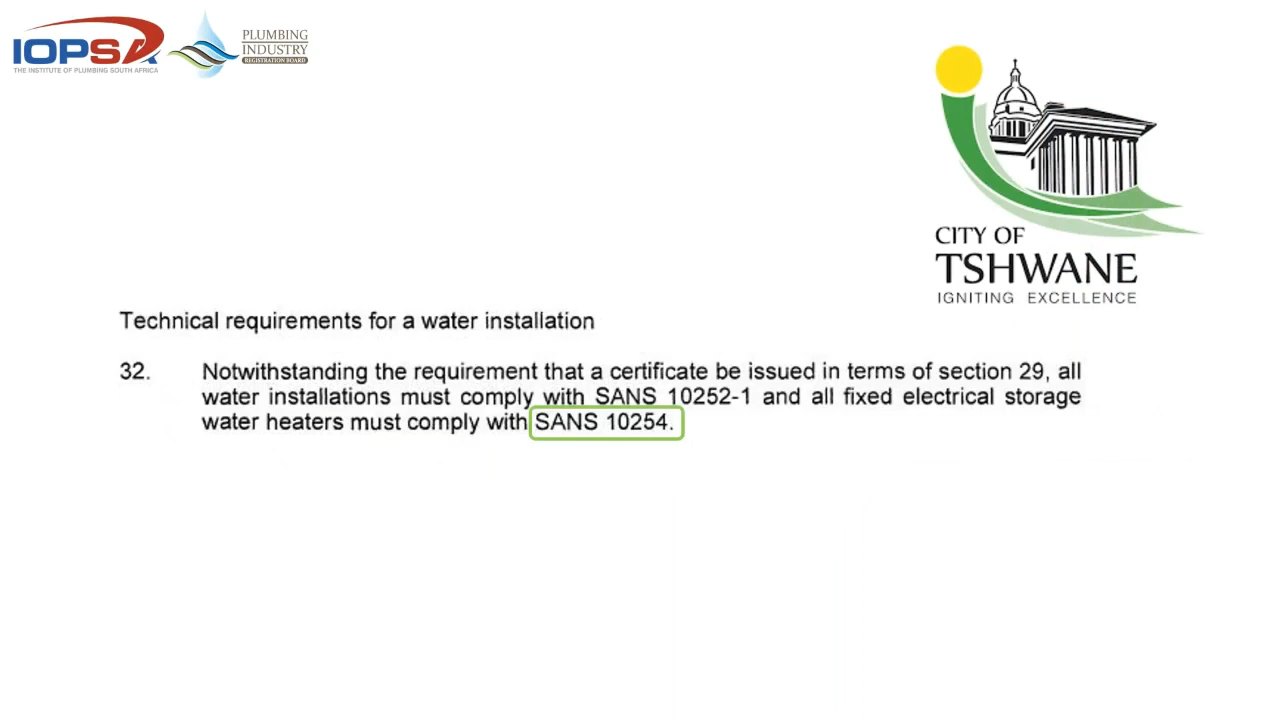 IOPSA
THE INSTITUTE OF PLUMBING SOUTH AFRICA
PLUMBING
INDUSTRY
REGISTRATION BOARD
CITY OF
TSHWANE
IGNITING EXCELLENCE
Technical requirements for a water installation
32. Notwithstanding the requirement that a certificate be issued in terms of section 29, all
water installations must comply with SANS 10252-1 and all fixed electrical storage
water heaters must comply with SANS 10254.